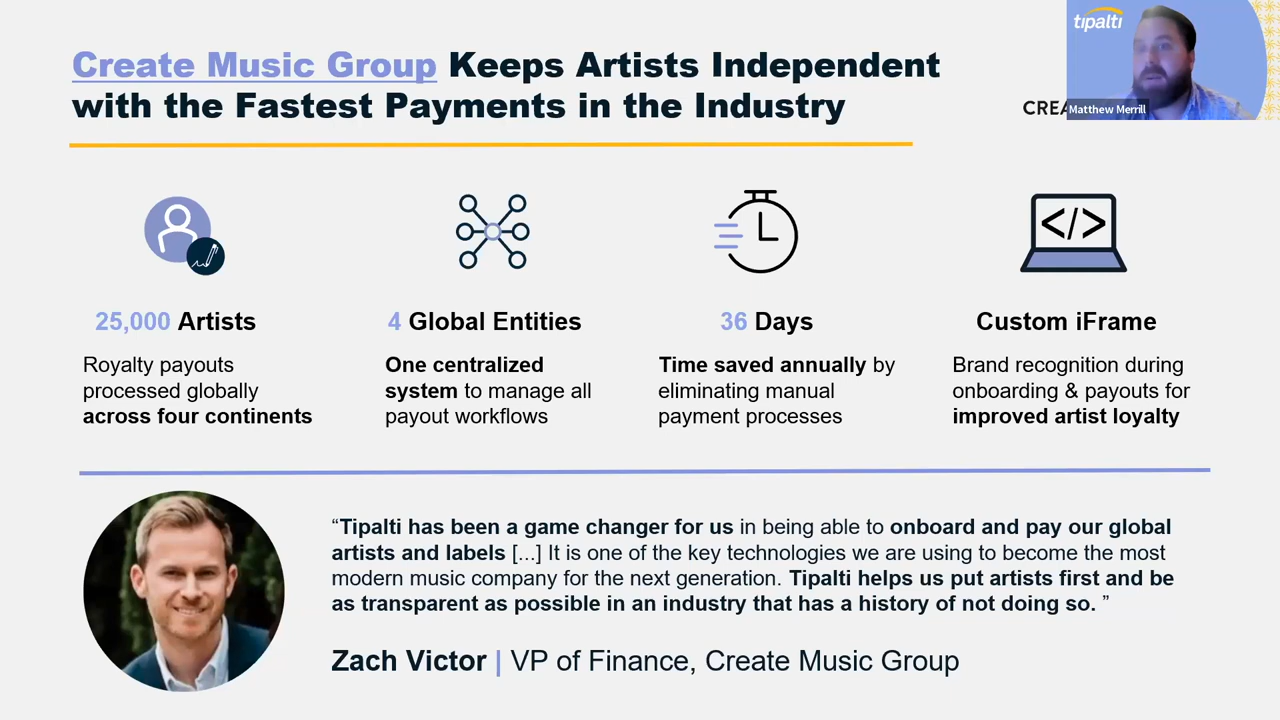 tipalti
Matthew Merrill
Create Music Group Keeps Artists Independent
with the Fastest Payments in the Industry
CREA
</>
25,000 Artists
Royalty payouts
processed globally
across four continents
4 Global Entities
One centralized
system to manage all
payout workflows
36 Days
Time saved annually by
eliminating manual
payment processes
Custom iFrame
Brand recognition during
onboarding & payouts for
improved artist loyalty
“Tipalti has been a game changer for us in being able to onboard and pay our global
artists and labels [...] It is one of the key technologies we are using to become the most
modern music company for the next generation. Tipalti helps us put artists first and be
as transparent as possible in an industry that has a history of not doing so. ”
Zach Victor | VP of Finance, Create Music Group